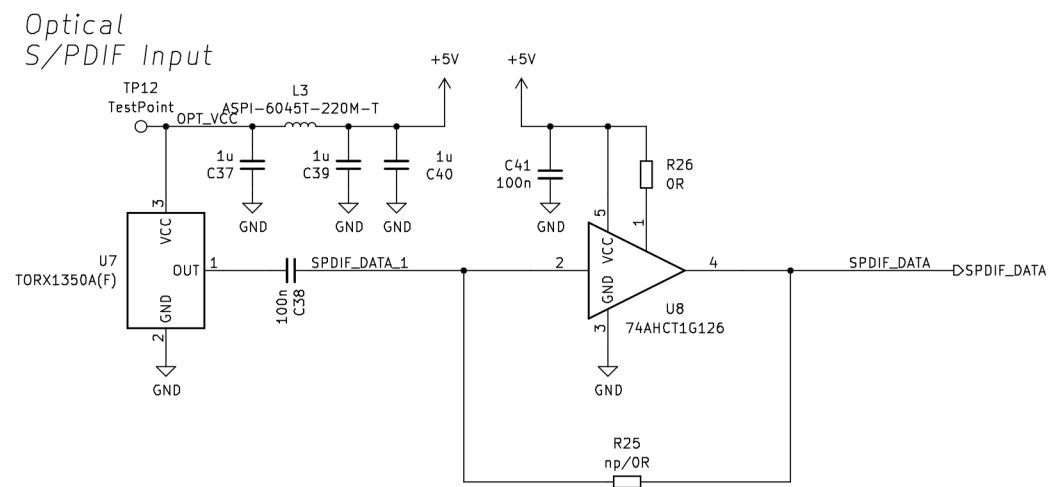 Optical
S/PDIF Input
TP12
TestPoint
OPT_VCC
L3
ASPI-6045T-220M-T
+5V
+5V
1u
C37
1u
C39
1u
C40
C41
100n
R26
0R
GND
GND
GND
GND
3
VCC
U7
TORX1350A(F)
OUT
1
GND
2
GND
100n
C38
SPDIF_DATA_1
5
1
VCC
2
GND
4
3
U8
74AHCT1G126
GND
SPDIF_DATA
SPDIF_DATA
R25
np/0R